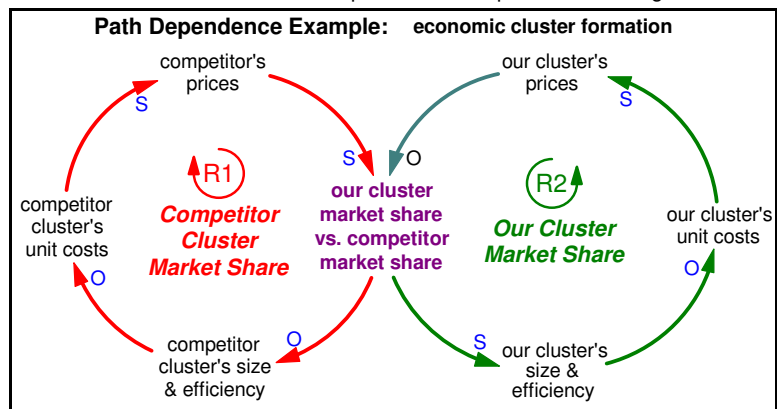 Path Dependence Example: economic cluster formation
competitor's
prices
our cluster's
prices
S
S
S
O
R1
R2
competitor
cluster's
unit costs
Competitor
Cluster
Market Share
our cluster
market share
vs. competitor
market share
Our Cluster
Market Share
our cluster's
unit costs
O
O
O
S
competitor
cluster's size
& efficiency
our cluster's
size &
efficiency